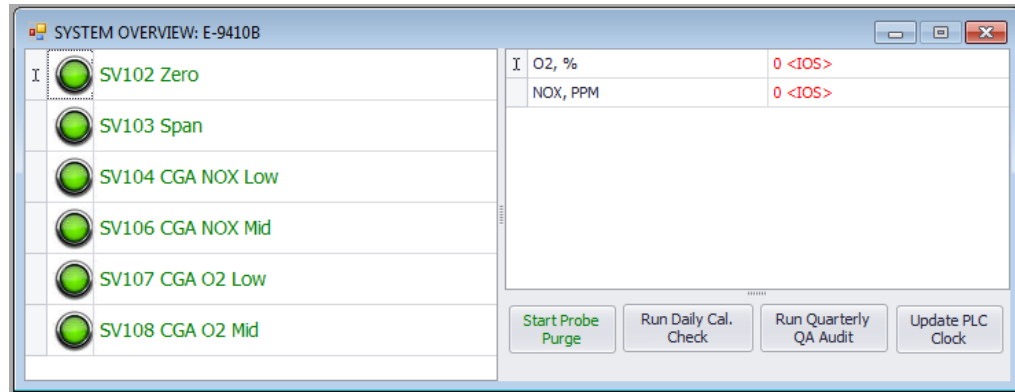 SYSTEM OVERVIEW: E-9410B
SV102 Zero
SV103 Span
SV104 CGA NOX Low
SV106 CGA NOX Mid
SV107 CGA O2 Low
SV108 CGA O2 Mid
O2, % 0 <IOS>
NOX, PPM 0 <IOS>
Start Probe
Purge
Run Daily Cal.
Check
Run Quarterly
QA Audit
Update PLC
Clock